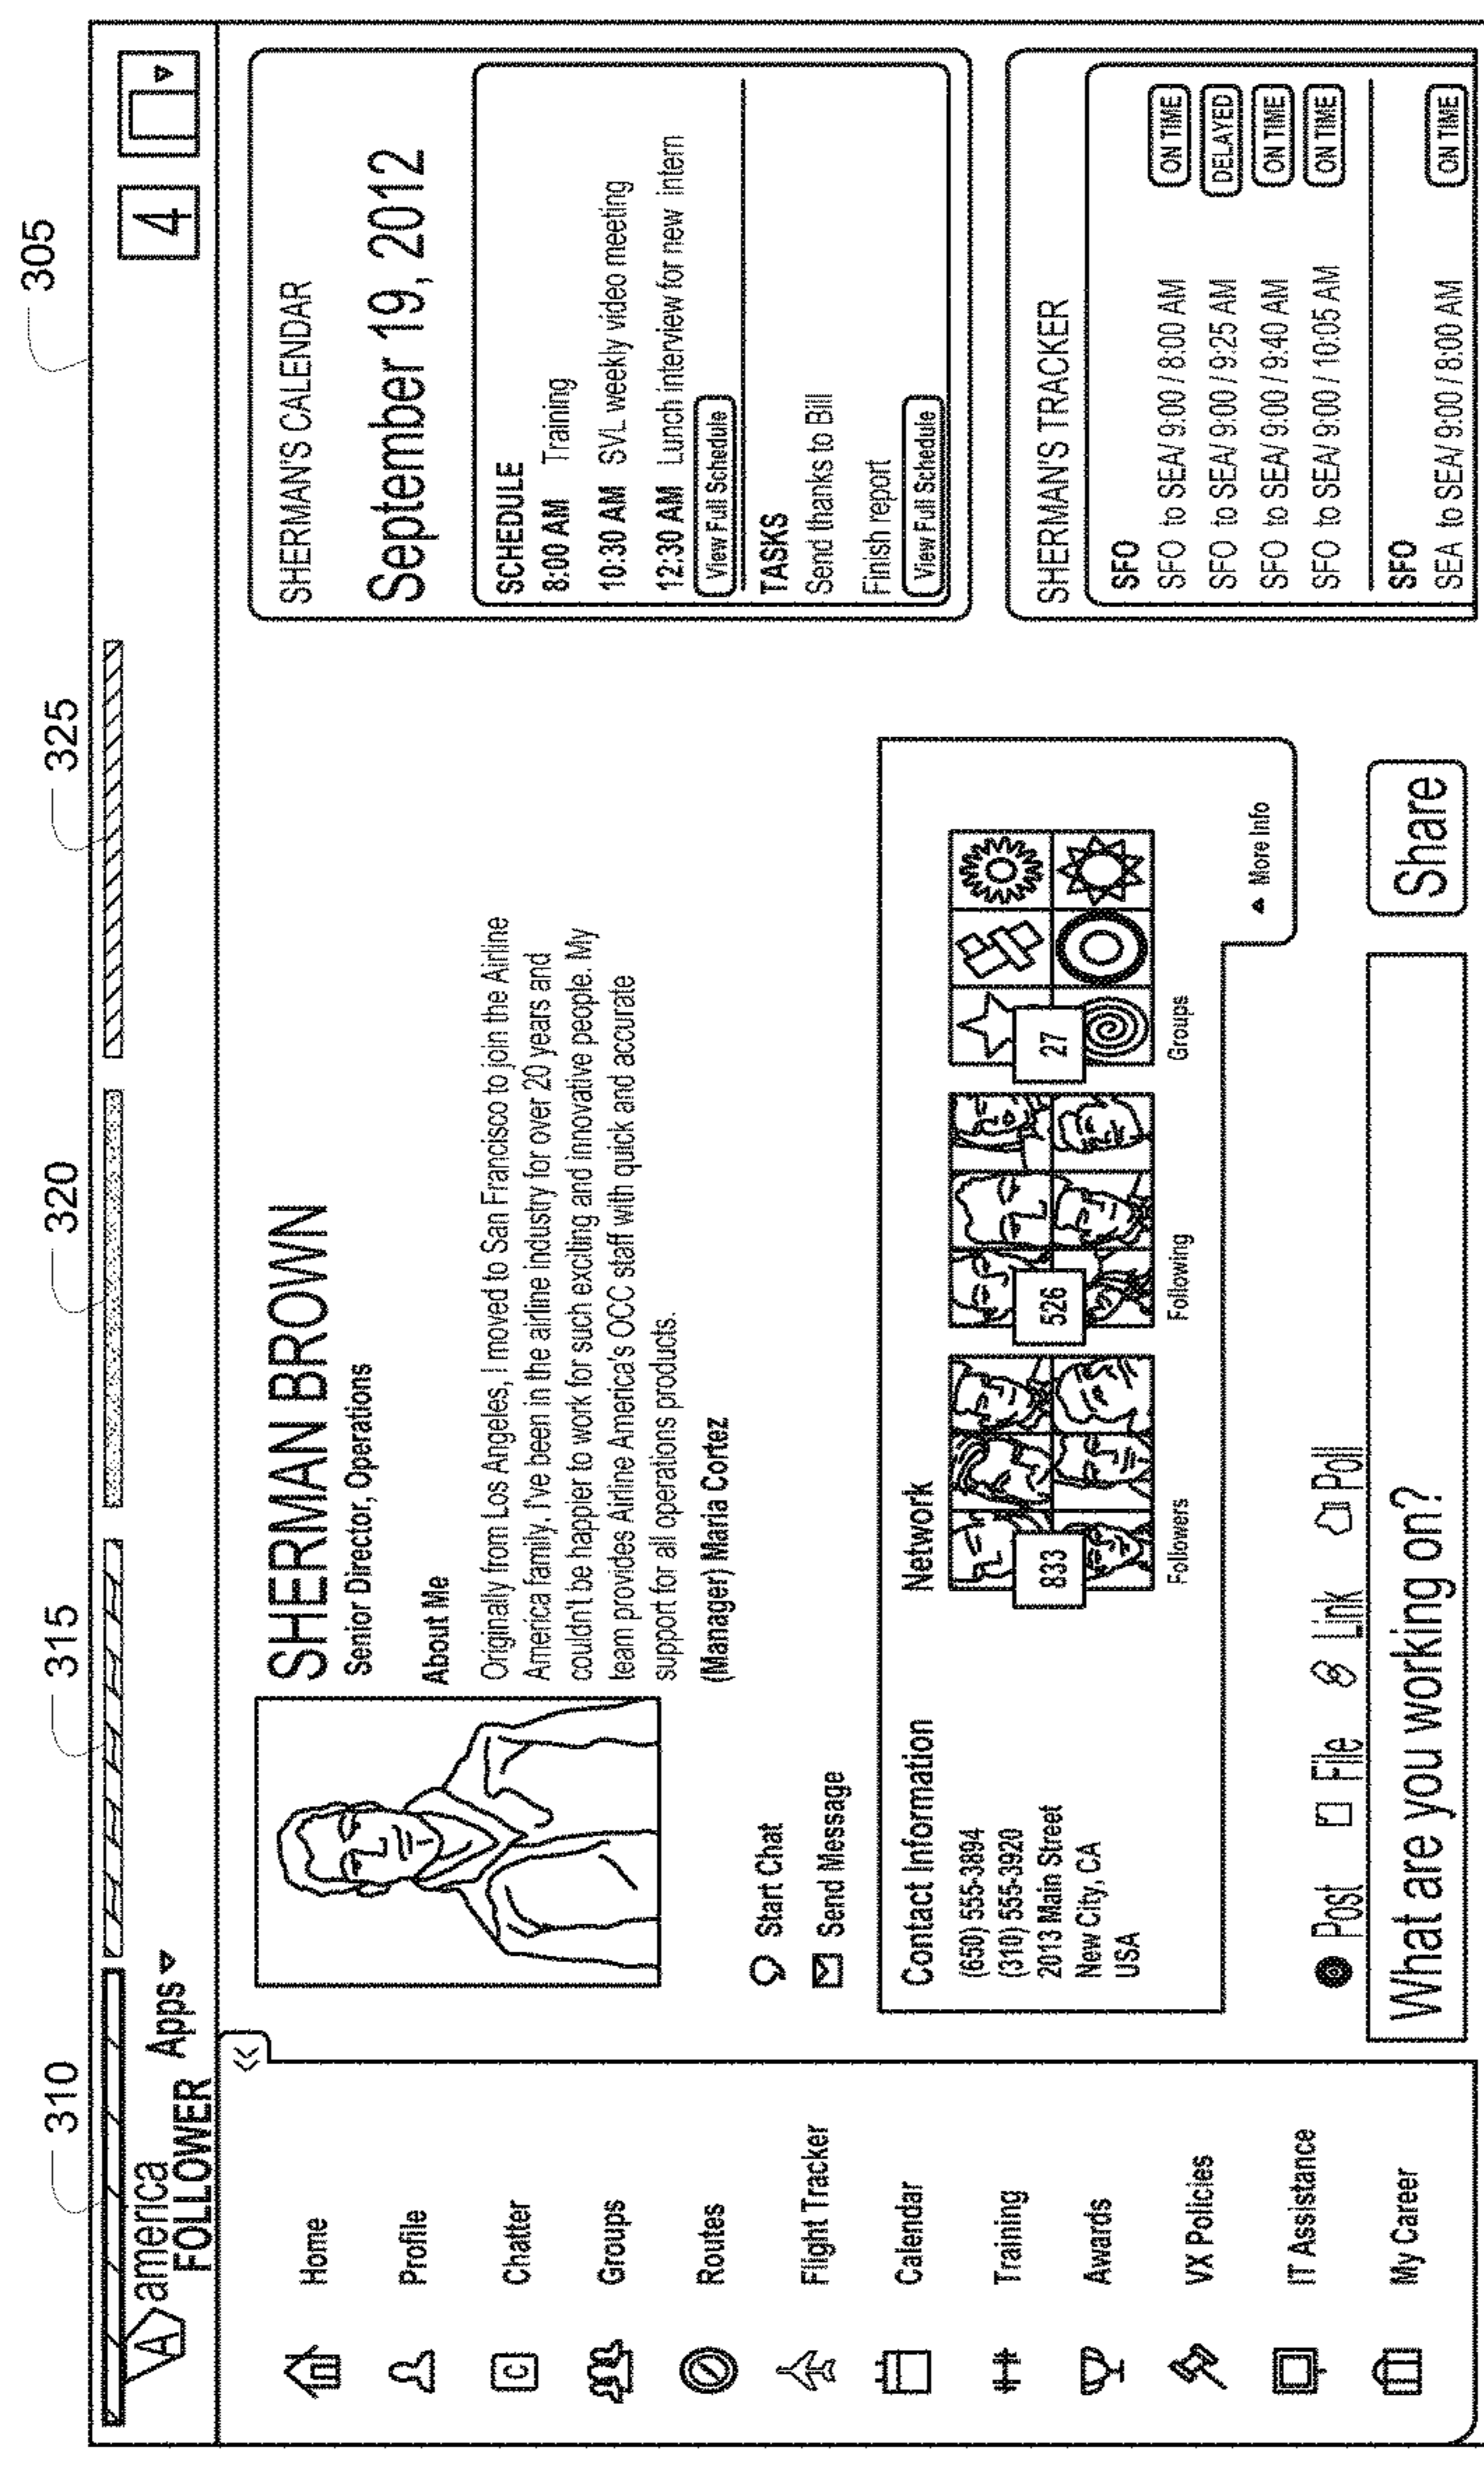 305
310
315
320
325
A america
FOLLOWER
Apps
4
Home
Profile
C Chatter
Groups
Routes
Flight Tracker
Calendar
Training
Awards
VX Policies
IT Assistance
My Career
SHERMAN BROWN
Senior Director, Operations
About Me
Originally from Los Angeles, I moved to San Francisco to join the Airline
America family. I've been in the airline industry for over 20 years and
couldn't be happier to work for such exciting and innovative people. My
team provides Airline America's OCC staff with quick and accurate
support for all operations products.
(Manager) Maria Cortez
Start Chat
Send Message
Contact Information
(650) 555-3894
(310) 555-3920
2013 Main Street
New City, CA
USA
Network
833
Followers
526
Following
27
Groups
More Info
Post File Link Poll
What are you working on?
Share
SHERMAN'S CALENDAR
September 19, 2012
SCHEDULE
8:00 AM Training
10:30 AM SVL weekly video meeting
12:30 AM Lunch interview for new intern
View Full Schedule
TASKS
Send thanks to Bill
Finish report
View Full Schedule
SHERMAN'S TRACKER
SFO
SFO to SEA/ 9:00 / 8:00 AM ON TIME
SFO to SEA/ 9:00 / 9:25 AM DELAYED
SFO to SEA/ 9:00 / 9:40 AM ON TIME
SFO to SEA/ 9:00 / 10:05 AM ON TIME
SFO
SEA to SEA/ 9:00 / 8:00 AM ON TIME